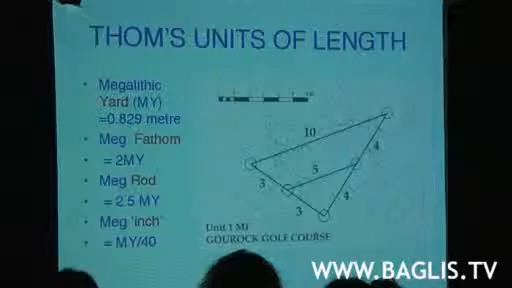 THOM'S UNITS OF LENGTH
• Megalithic
Yard (MY)
=0.829 metre
• Meg Fathom
• = 2MY
• Meg Rod
• = 2.5 MY
• Meg 'inch'
• = MY/40
10
4
5
3
4
3
Unit 1 MY
GOUROCK GOLF COURSE
WWW.BAGLIS.TV